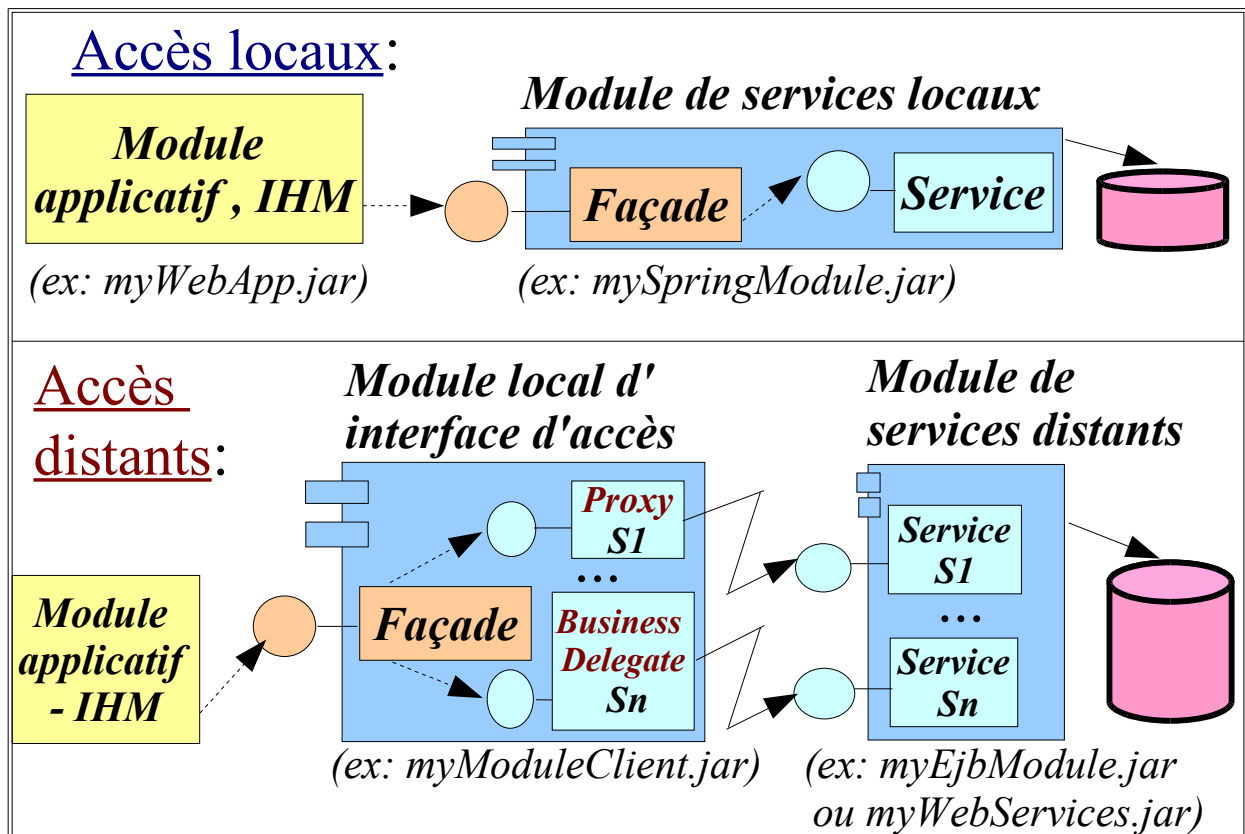 Accès locaux:
Module de services locaux
Module
applicatif , IHM
Façade
Service
(ex: myWebApp.jar)
(ex: mySpringModule.jar)
Accès
distants:
Module local d'
interface d'accès
Module de
services distants
Proxy
S1
...
Façade
Business
Delegate
Sn
Service
S1
...
Service
Sn
Module
applicatif
- IHM
(ex: myModuleClient.jar)
(ex: myEjbModule.jar
ou myWebServices.jar)